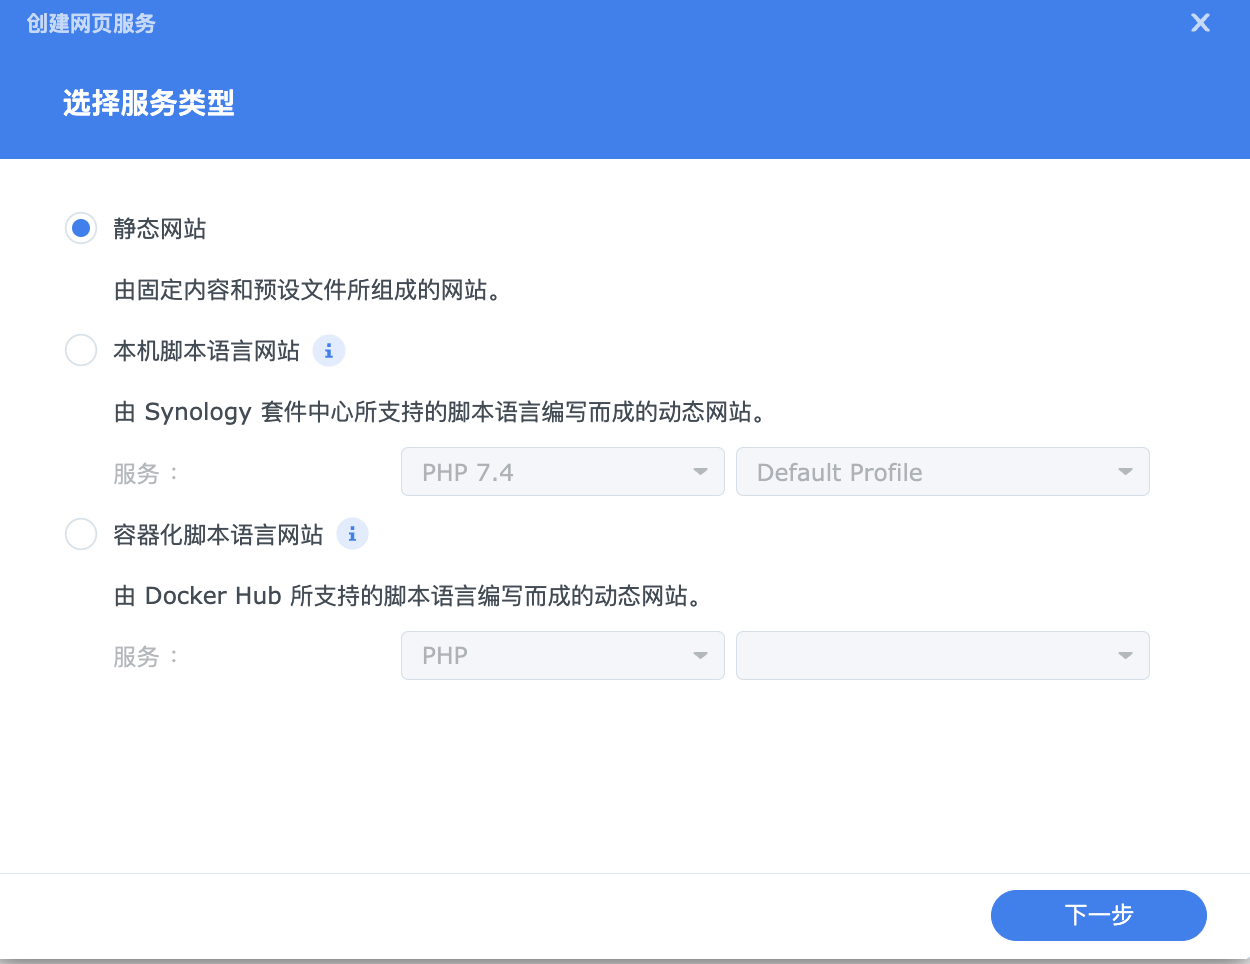 创建网页服务
选择服务类型
静态网站
由固定内容和预设文件所组成的网站。
本机脚本语言网站 i
由 Synology 套件中心所支持的脚本语言编写而成的动态网站。
服务 : PHP 7.4 Default Profile
容器化脚本语言网站 i
由 Docker Hub 所支持的脚本语言编写而成的动态网站。
服务 : PHP
下一步